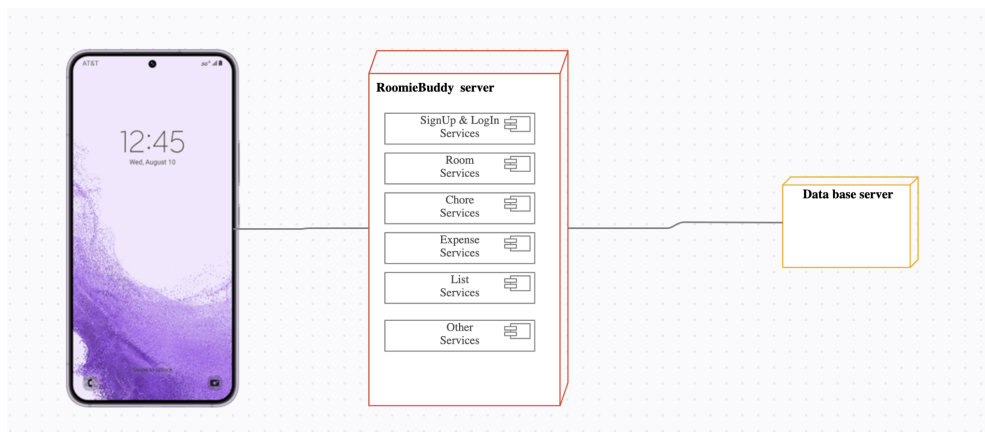 AT&T
12:45
Wed, August 10
RoomieBuddy server
SignUp & LogIn
Services
Room
Services
Chore
Services
Expense
Services
List
Services
Other
Services
Data base server